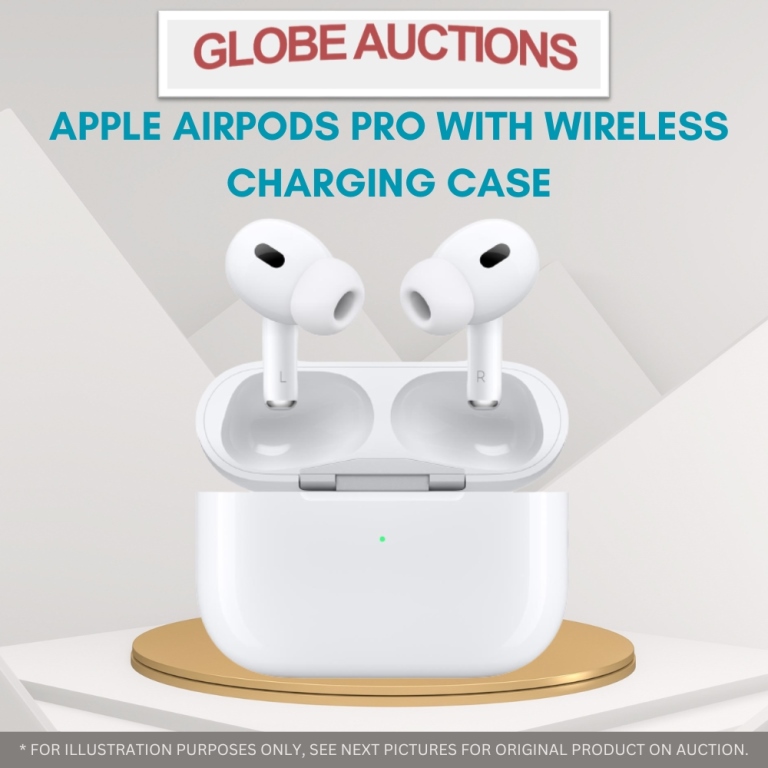 GLOBE AUCTIONS
APPLE AIRPODS PRO WITH WIRELESS
CHARGING CASE
L
R
* FOR ILLUSTRATION PURPOSES ONLY, SEE NEXT PICTURES FOR ORIGINAL PRODUCT ON AUCTION.